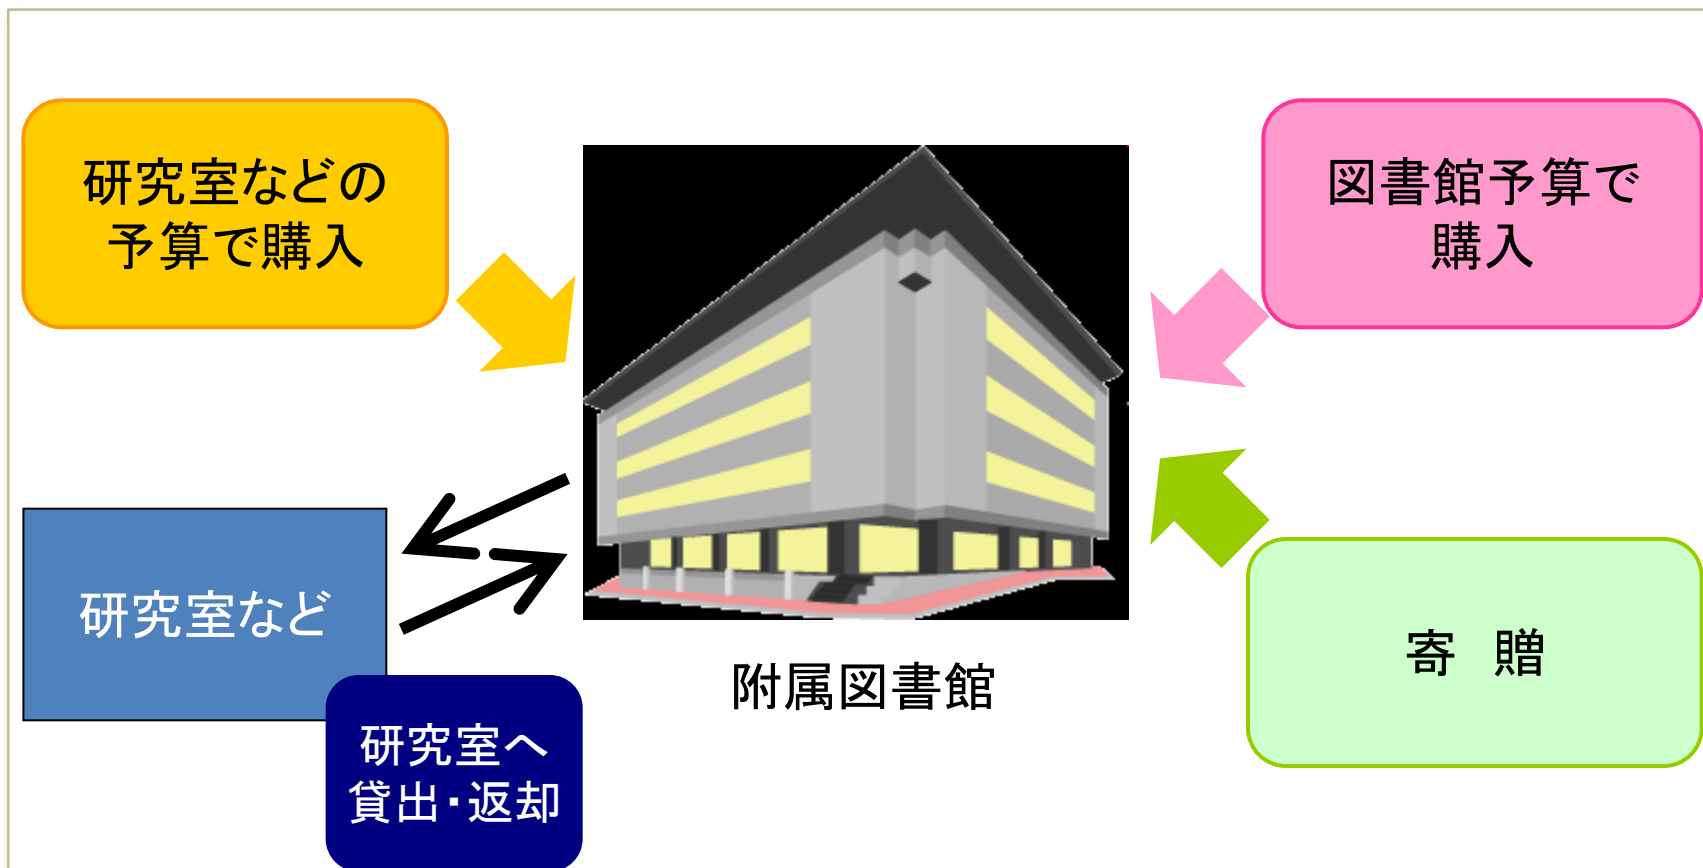 研究室などの
予算で購入
図書館予算で
購入
研究室など
研究室へ
貸出・返却
附属図書館
寄　贈